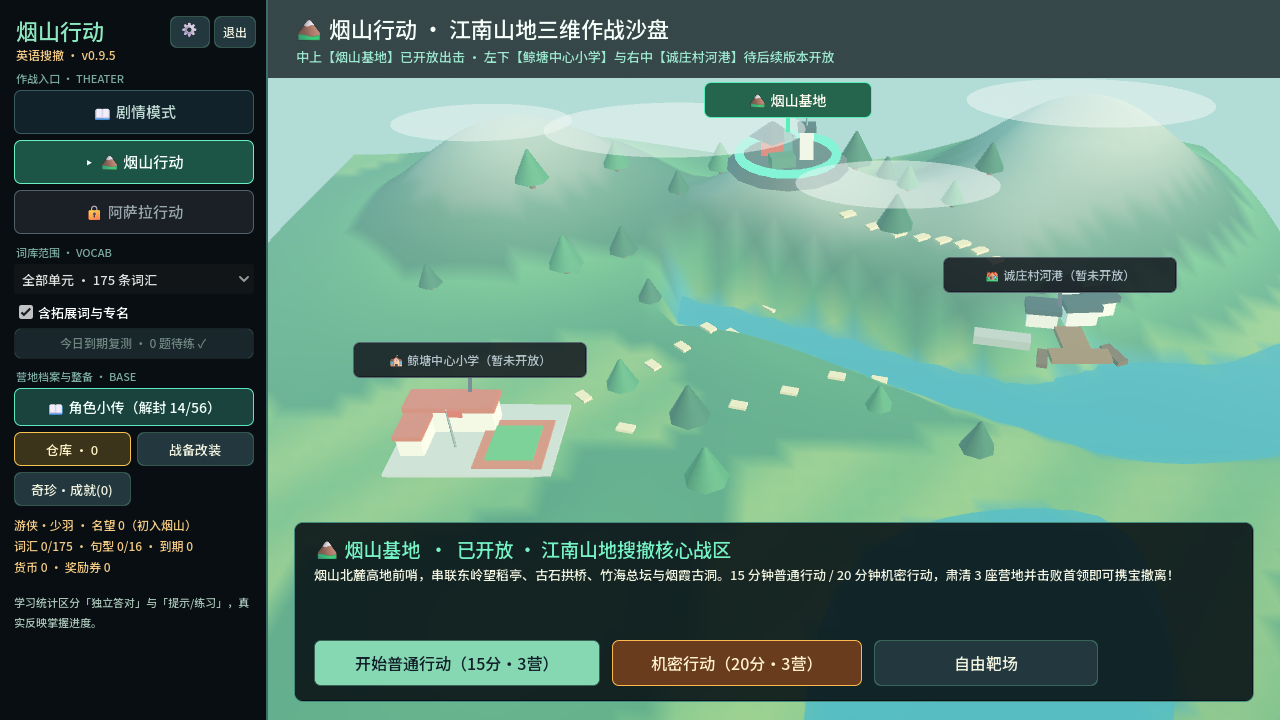 烟山行动
退出
英语搜撤 · v0.9.5
作战入口 · THEATER
剧情模式
烟山行动
阿萨拉行动
词库范围 · VOCAB
全部单元 · 175 条词汇
含拓展词与专名
今日到期复测 · 0 题待练 ✓
营地档案与整备 · BASE
角色小传（解封 14/56）
仓库 · 0
战备改装
奇珍·成就(0)
游侠·少羽 · 名望 0（初入烟山）
词汇 0/175 · 句型 0/16 · 到期 0
货币 0 · 奖励券 0
学习统计区分「独立答对」与「提示/练习」，真
实反映掌握进度。
烟山行动 · 江南山地三维作战沙盘
中上【烟山基地】已开放出击 · 左下【鲸塘中心小学】与右中【诚庄村河港】待后续版本开放
烟山基地
诚庄村河港（暂未开放）
鲸塘中心小学（暂未开放）
烟山基地 · 已开放 · 江南山地搜撤核心战区
烟山北麓高地前哨，串联东岭望稻亭、古石拱桥、竹海总坛与烟霞古洞。15 分钟普通行动 / 20 分钟机密行动，肃清 3 座营地并击败首领即可携宝撤离！
开始普通行动（15分·3营）
机密行动（20分·3营）
自由靶场